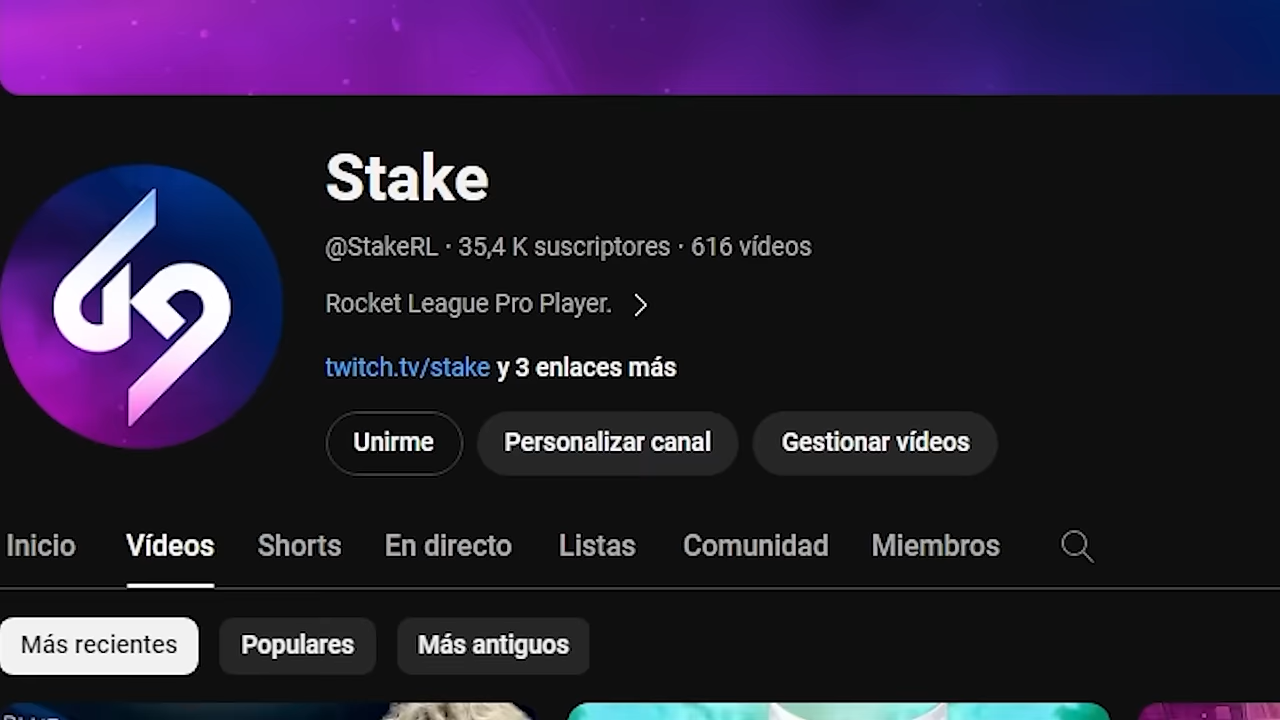 Stake
@StakeRL · 35,4 K suscriptores · 616 vídeos
Rocket League Pro Player.
twitch.tv/stake y 3 enlaces más
Unirme Personalizar canal Gestionar vídeos
Inicio Vídeos Shorts En directo Listas Comunidad Miembros
Más recientes Populares Más antiguos